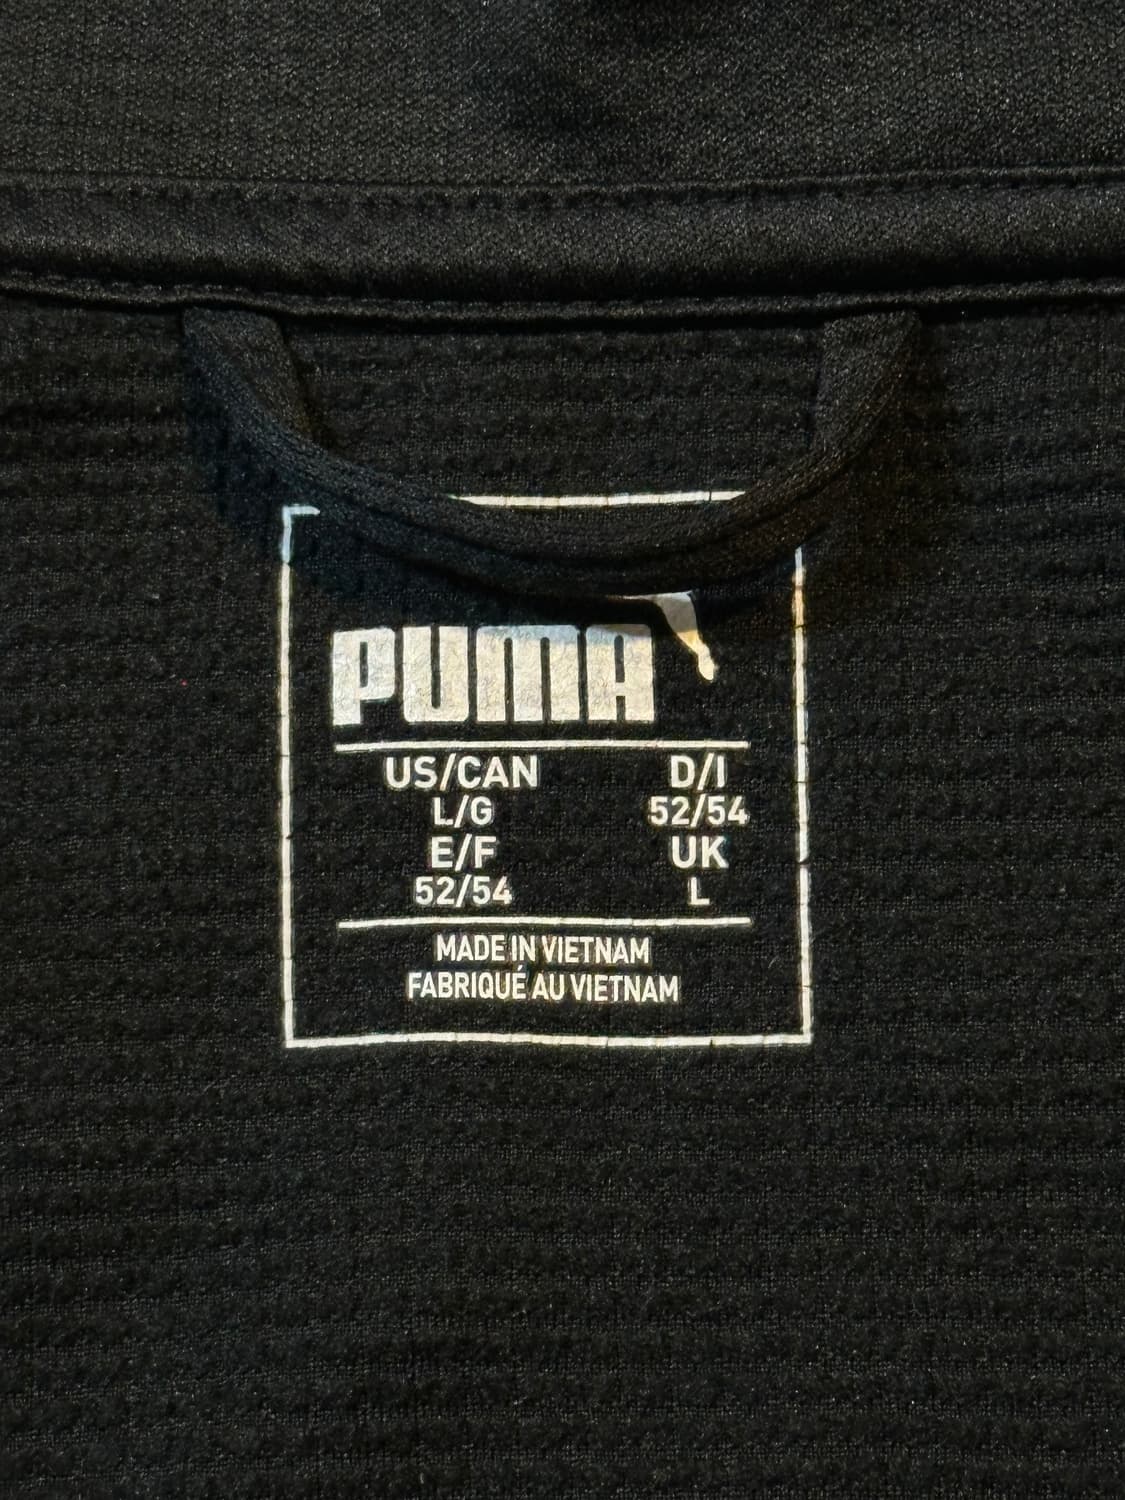 PUMA
US/CAN D/I
L/G 52/54
E/F UK
52/54 L
MADE IN VIETNAM
FABRIQUÉ AU VIETNAM